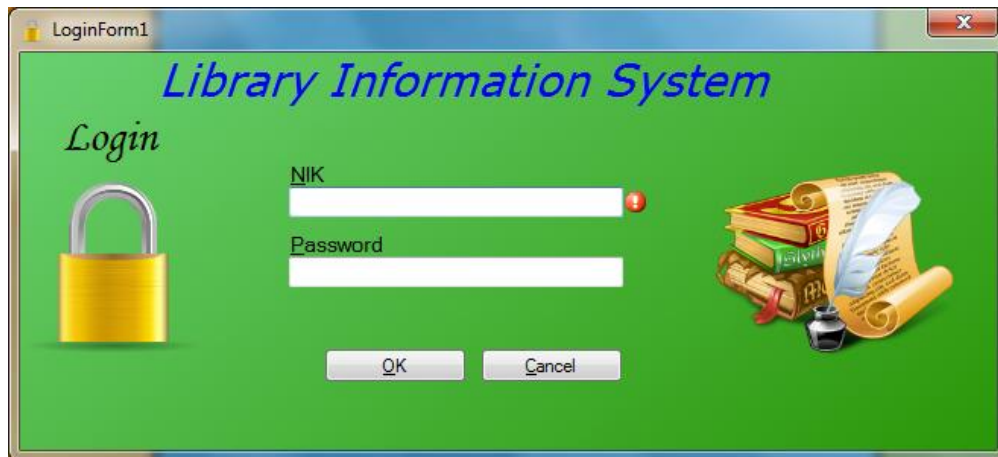 LoginForm1
Library Information System
Login
NIK
Password
OK
Cancel